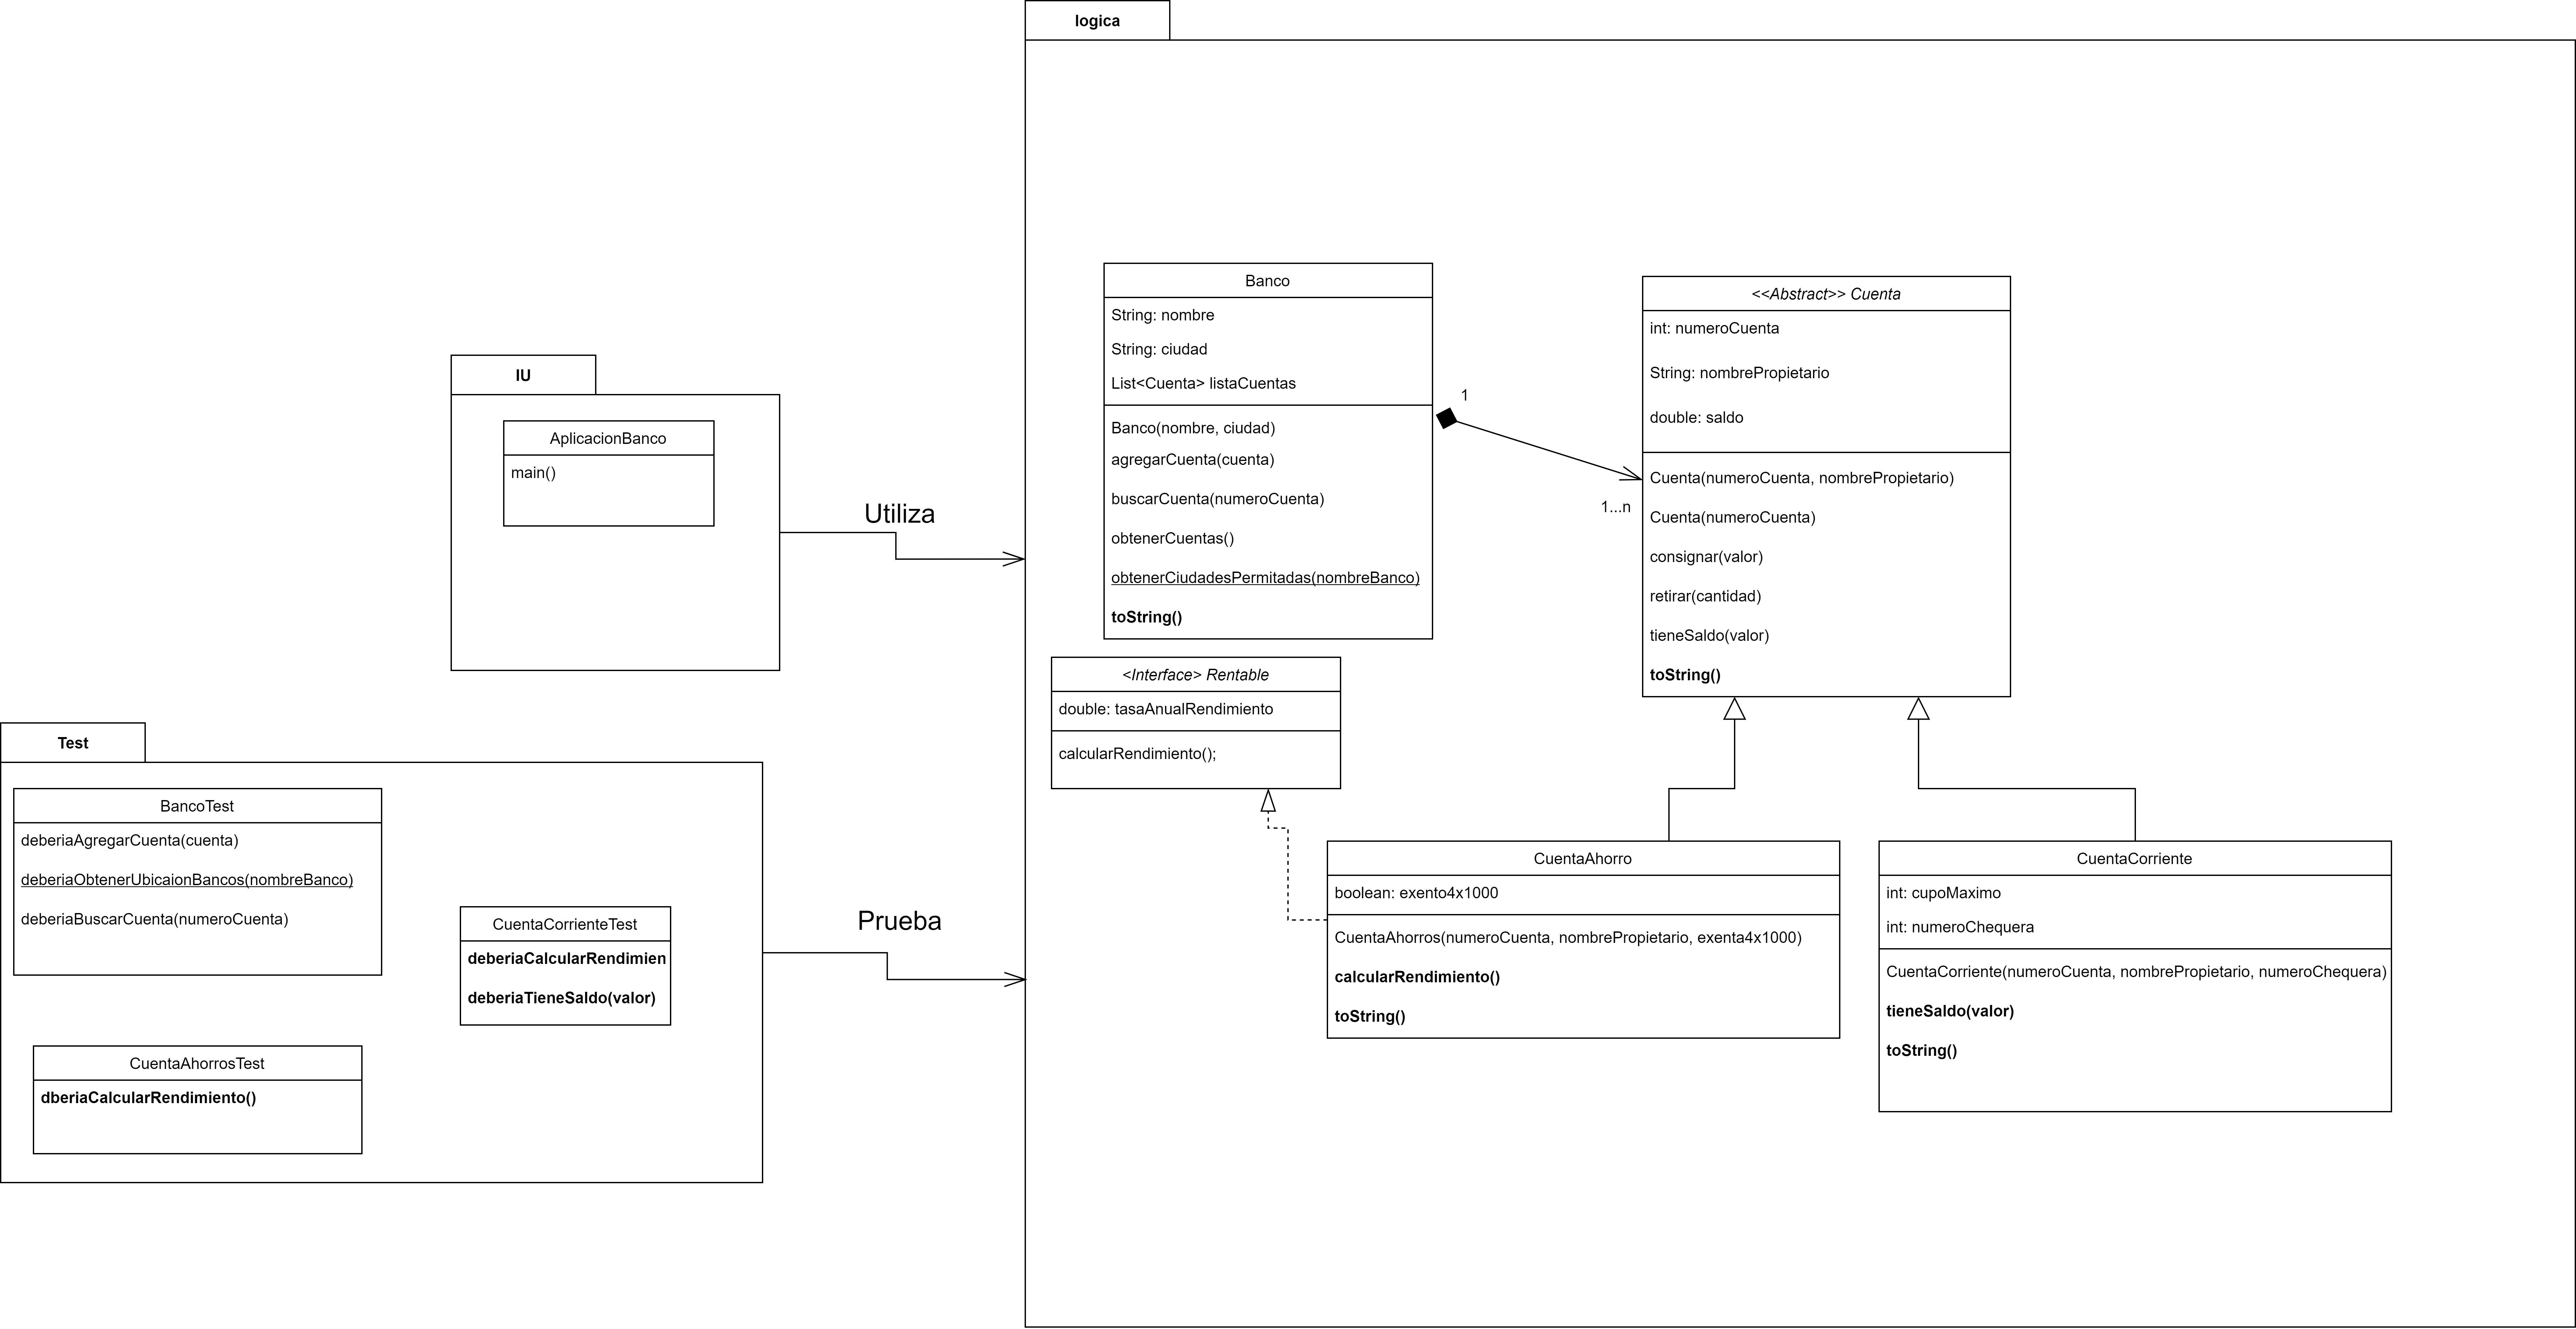 logica
Banco
String: nombre
String: ciudad
List<Cuenta> listaCuentas
Banco(nombre, ciudad)
agregarCuenta(cuenta)
buscarCuenta(numeroCuenta)
obtenerCuentas()
obtenerCiudadesPermitadas(nombreBanco)
toString()
1
1...n
<<Abstract>> Cuenta
int: numeroCuenta
String: nombrePropietario
double: saldo
Cuenta(numeroCuenta, nombrePropietario)
Cuenta(numeroCuenta)
consignar(valor)
retirar(cantidad)
tieneSaldo(valor)
toString()
IU
AplicacionBanco
main()
Utiliza
<Interface> Rentable
double: tasaAnualRendimiento
calcularRendimiento();
Test
BancoTest
deberiaAgregarCuenta(cuenta)
deberiaObtenerUbicaionBancos(nombreBanco)
deberiaBuscarCuenta(numeroCuenta)
CuentaCorrienteTest
deberiaCalcularRendimien
deberiaTieneSaldo(valor)
CuentaAhorrosTest
dberiaCalcularRendimiento()
Prueba
CuentaAhorro
boolean: exento4x1000
CuentaAhorros(numeroCuenta, nombrePropietario, exenta4x1000)
calcularRendimiento()
toString()
CuentaCorriente
int: cupoMaximo
int: numeroChequera
CuentaCorriente(numeroCuenta, nombrePropietario, numeroChequera)
tieneSaldo(valor)
toString()